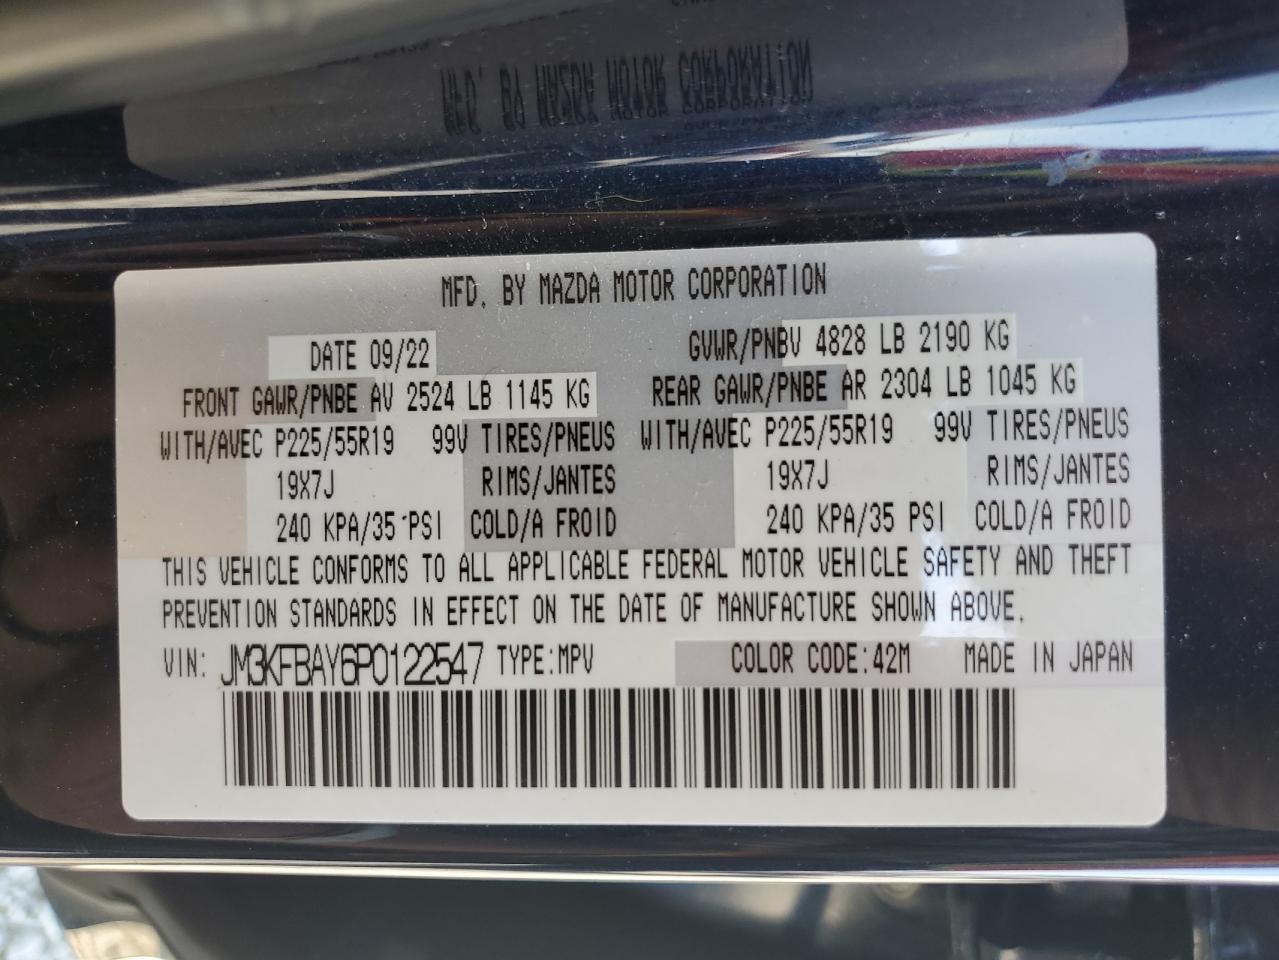 MFD. BY MAZDA MOTOR CORPORATION
DATE 09/22 GVWR/PNBV 4828 LB 2190 KG
FRONT GAWR/PNBE AV 2524 LB 1145 KG REAR GAWR/PNBE AR 2304 LB 1045 KG
WITH/AVEC P225/55R19 99V TIRES/PNEUS WITH/AVEC P225/55R19 99V TIRES/PNEUS
19X7J RIMS/JANTES 19X7J RIMS/JANTES
240 KPA/35 PSI COLD/A FROID 240 KPA/35 PSI COLD/A FROID
THIS VEHICLE CONFORMS TO ALL APPLICABLE FEDERAL MOTOR VEHICLE SAFETY AND THEFT
PREVENTION STANDARDS IN EFFECT ON THE DATE OF MANUFACTURE SHOWN ABOVE.
VIN: JM3KFBAY6P0122547 TYPE:MPV COLOR CODE:42M MADE IN JAPAN